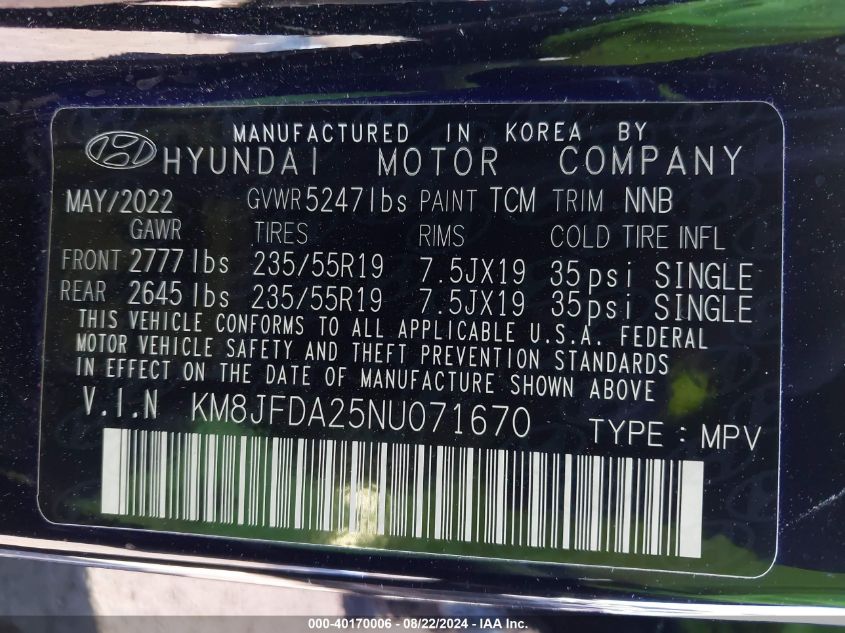 MANUFACTURED IN KOREA BY
HYUNDAI MOTOR COMPANY
MAY/2022 GVWR 5247lbs PAINT TCM TRIM NNB
GAWR TIRES RIMS COLD TIRE INFL
FRONT 2777lbs 235/55R19 7.5JX19 35psi SINGLE
REAR 2645lbs 235/55R19 7.5JX19 35psi SINGLE
THIS VEHICLE CONFORMS TO ALL APPLICABLE U.S.A. FEDERAL
MOTOR VEHICLE SAFETY AND THEFT PREVENTION STANDARDS
IN EFFECT ON THE DATE OF MANUFACTURE SHOWN ABOVE
V.I.N KM8JFDA25NU071670 TYPE : MPV
000-40170006 - 08/22/2024 - IAA, Inc.